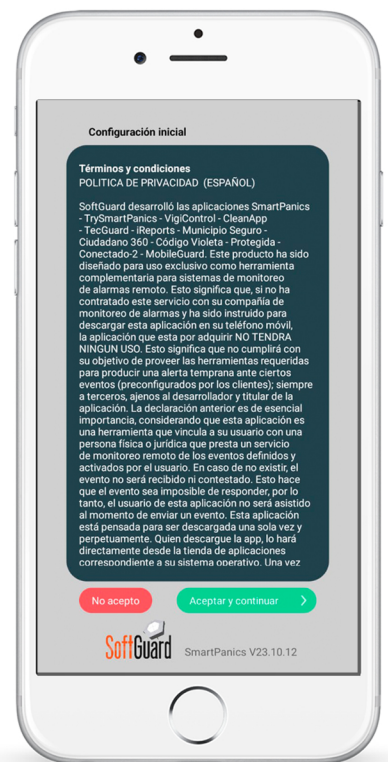 Configuración inicial
Términos y condiciones
POLITICA DE PRIVACIDAD (ESPAÑOL)
SoftGuard desarrolló las aplicaciones SmartPanics
- TrySmartPanics - VigiControl - CleanApp
- TecGuard - iReports - Municipio Seguro -
Ciudadano 360 - Código Violeta - Protegida -
Conectado-2 - MobileGuard. Este producto ha sido
diseñado para uso exclusivo como herramienta
complementaria para sistemas de monitoreo
de alarmas remoto. Esto significa que, si no ha
contratado este servicio con su compañía de
monitoreo de alarmas y ha sido instruido para
descargar esta aplicación en su teléfono móvil,
la aplicación que esta por adquirir NO TENDRA
NINGUN USO. Esto significa que no cumplirá con
su objetivo de proveer las herramientas requeridas
para producir una alerta temprana ante ciertos
eventos (preconfigurados por los clientes); siempre
a terceros, ajenos al desarrollador y titular de la
aplicación. La declaración anterior es de esencial
importancia, considerando que esta aplicación es
una herramienta que vincula a su usuario con una
persona física o jurídica que presta un servicio
de monitoreo remoto de los eventos definidos y
activados por el usuario. En caso de no existir, el
evento no será recibido ni contestado. Esto hace
que el evento sea imposible de responder, por lo
tanto, el usuario de esta aplicación no será asistido
al momento de enviar un evento. Esta aplicación
está pensada para ser descargada una sola vez y
perpetuamente. Quien descargue la app, lo hará
directamente desde la tienda de aplicaciones
correspondiente a su sistema operativo. Una vez
No acepto
Aceptar y continuar
SoftGuard
SmartPanics V23.10.12